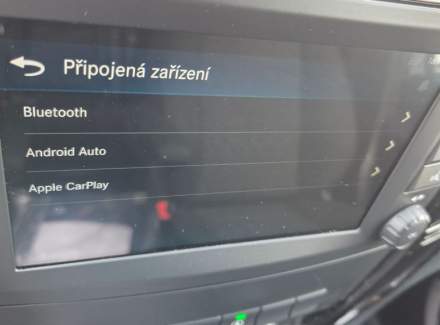 Připojená zařízení
Bluetooth
Android Auto
Apple CarPlay